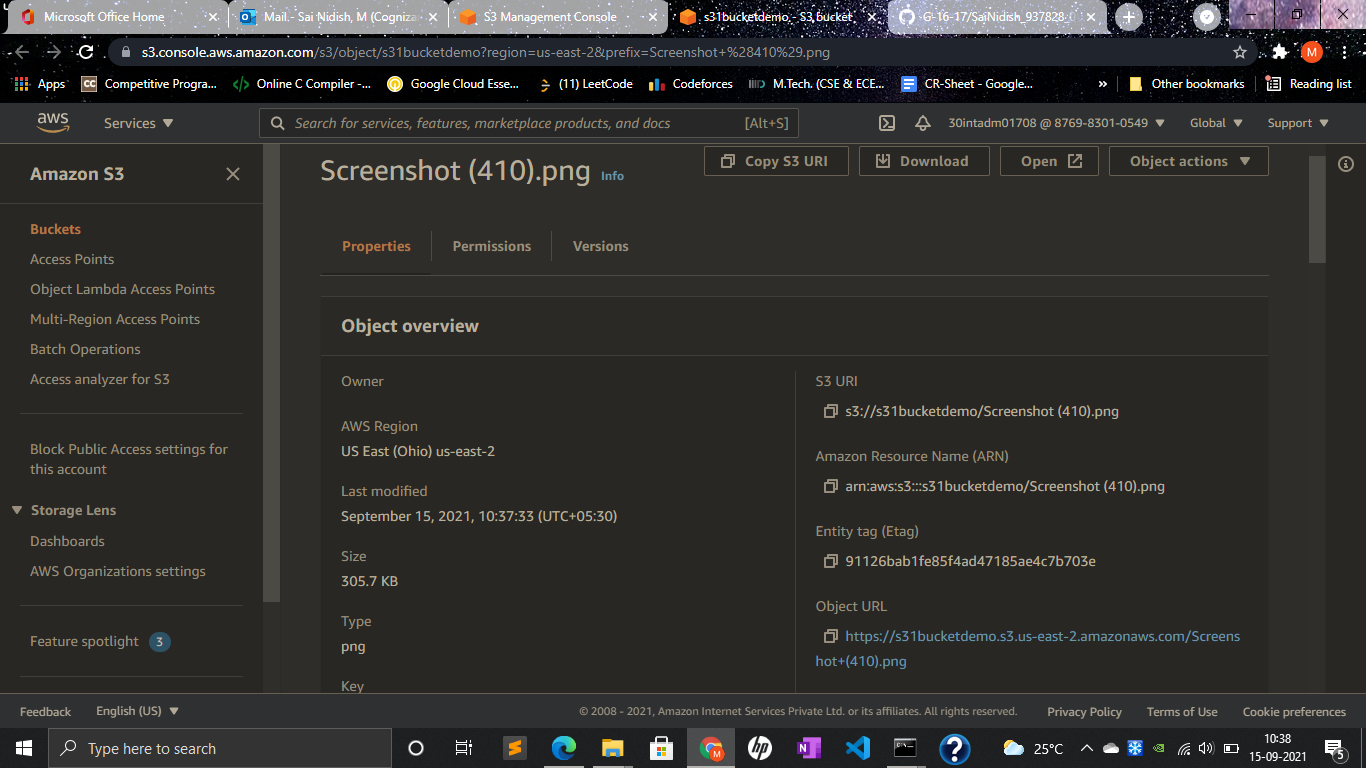 Microsoft Office Home
Mail - Sai Nidish, M (Cogniza
S3 Management Console
s31bucketdemo - S3 bucket
G-16-17/SaiNidish_937828
s3.console.aws.amazon.com/s3/object/s31bucketdemo?region=us-east-2&prefix=Screenshot+%28410%29.png
M
Apps
CC
Competitive Progra...
Online C Compiler -...
Google Cloud Esse...
(11) LeetCode
Codeforces
M.Tech. (CSE & ECE...
CR-Sheet - Google...
»
Other bookmarks
Reading list
aws
Services
Search for services, features, marketplace products, and docs
[Alt+S]
30intadm01708 @ 8769-8301-0549
Global
Support
Amazon S3
Buckets
Access Points
Object Lambda Access Points
Multi-Region Access Points
Batch Operations
Access analyzer for S3
Block Public Access settings for
this account
Storage Lens
Dashboards
AWS Organizations settings
Feature spotlight 3
Screenshot (410).png Info
Copy S3 URI
Download
Open
Object actions
Properties
Permissions
Versions
Object overview
Owner
AWS Region
US East (Ohio) us-east-2
Last modified
September 15, 2021, 10:37:33 (UTC+05:30)
Size
305.7 KB
Type
png
Key
S3 URI
s3://s31bucketdemo/Screenshot (410).png
Amazon Resource Name (ARN)
arn:aws:s3:::s31bucketdemo/Screenshot (410).png
Entity tag (Etag)
91126bab1fe85f4ad47185ae4c7b703e
Object URL
https://s31bucketdemo.s3.us-east-2.amazonaws.com/Screens
hot+(410).png
Feedback
English (US)
© 2008 - 2021, Amazon Internet Services Private Ltd. or its affiliates. All rights reserved.
Privacy Policy
Terms of Use
Cookie preferences
Type here to search
M
hp
N
?
25°C
10:38
15-09-2021
5